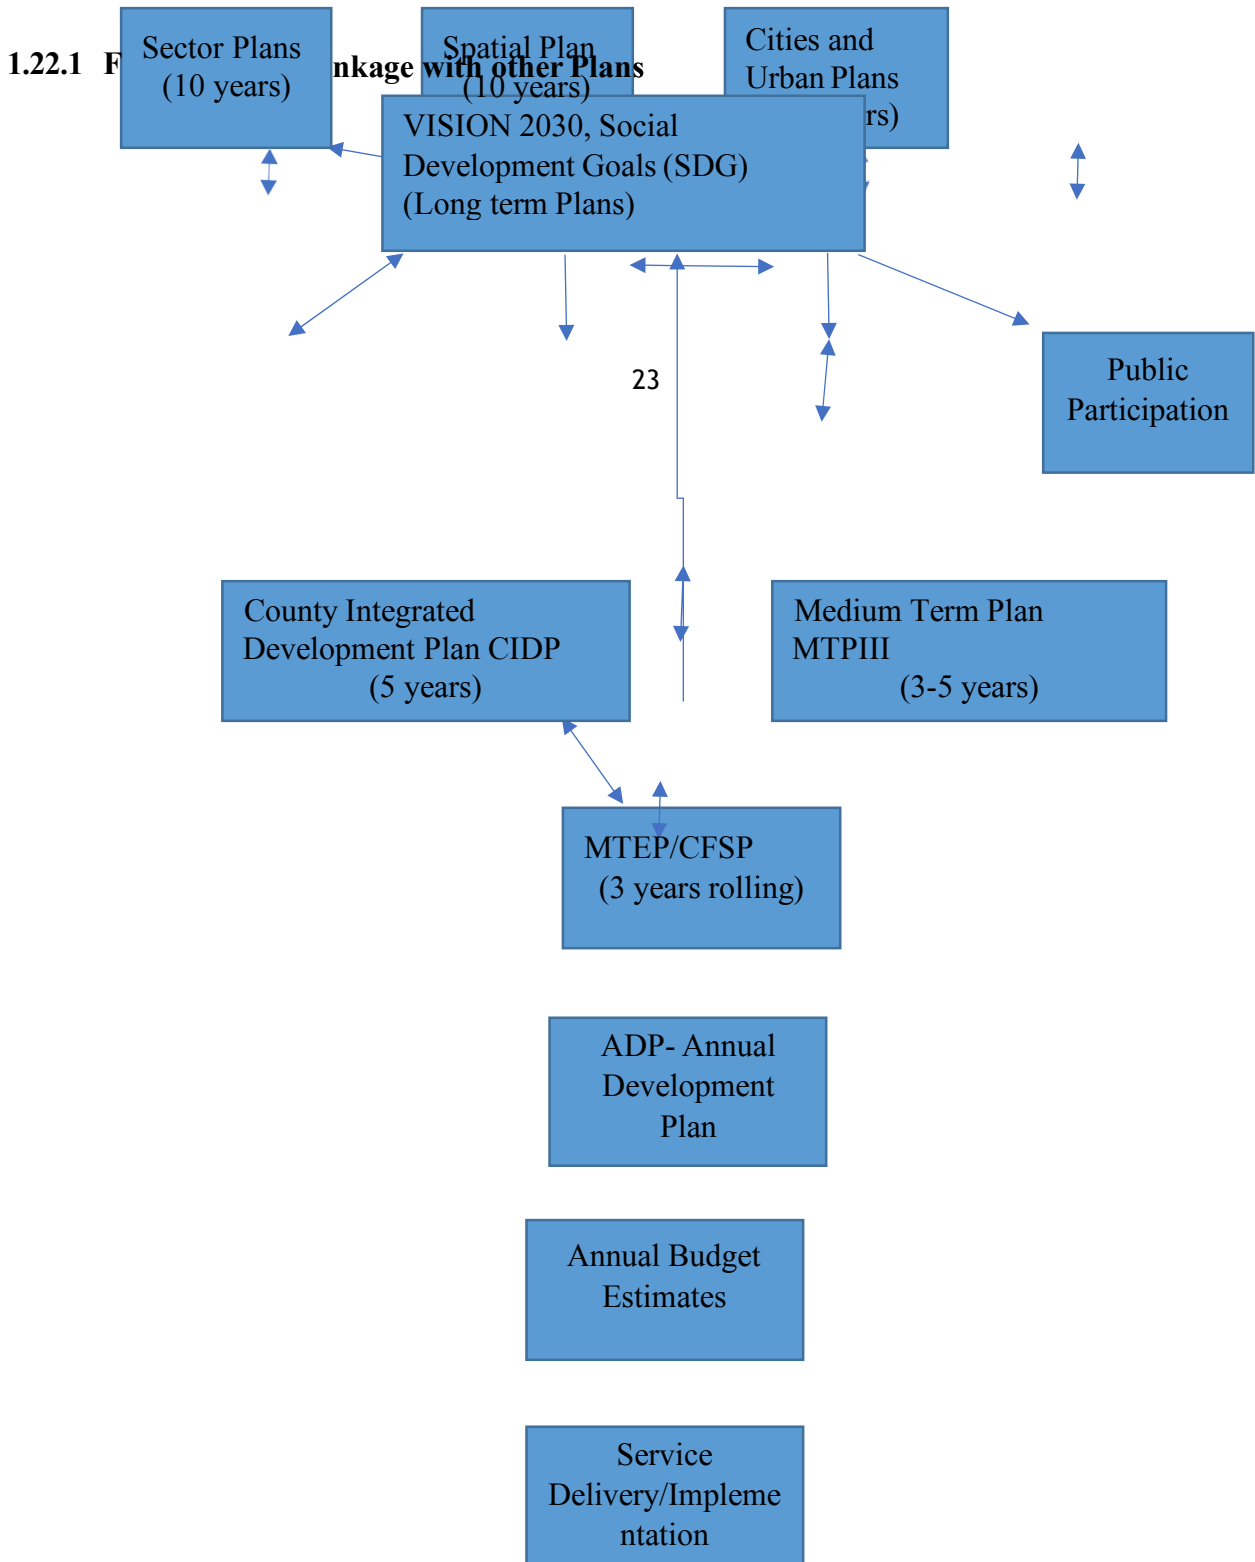 1.22.1 F nkage with other Plans
Sector Plans
(10 years)
Spatial Plan
(10 years)
Cities and
Urban Plans
rs)
VISION 2030, Social
Development Goals (SDG)
(Long term Plans)
23
Public
Participation
County Integrated
Development Plan CIDP
(5 years)
Medium Term Plan
MTPIII
(3-5 years)
MTEP/CFSP
(3 years rolling)
ADP- Annual
Development
Plan
Annual Budget
Estimates
Service
Delivery/Impleme
ntation